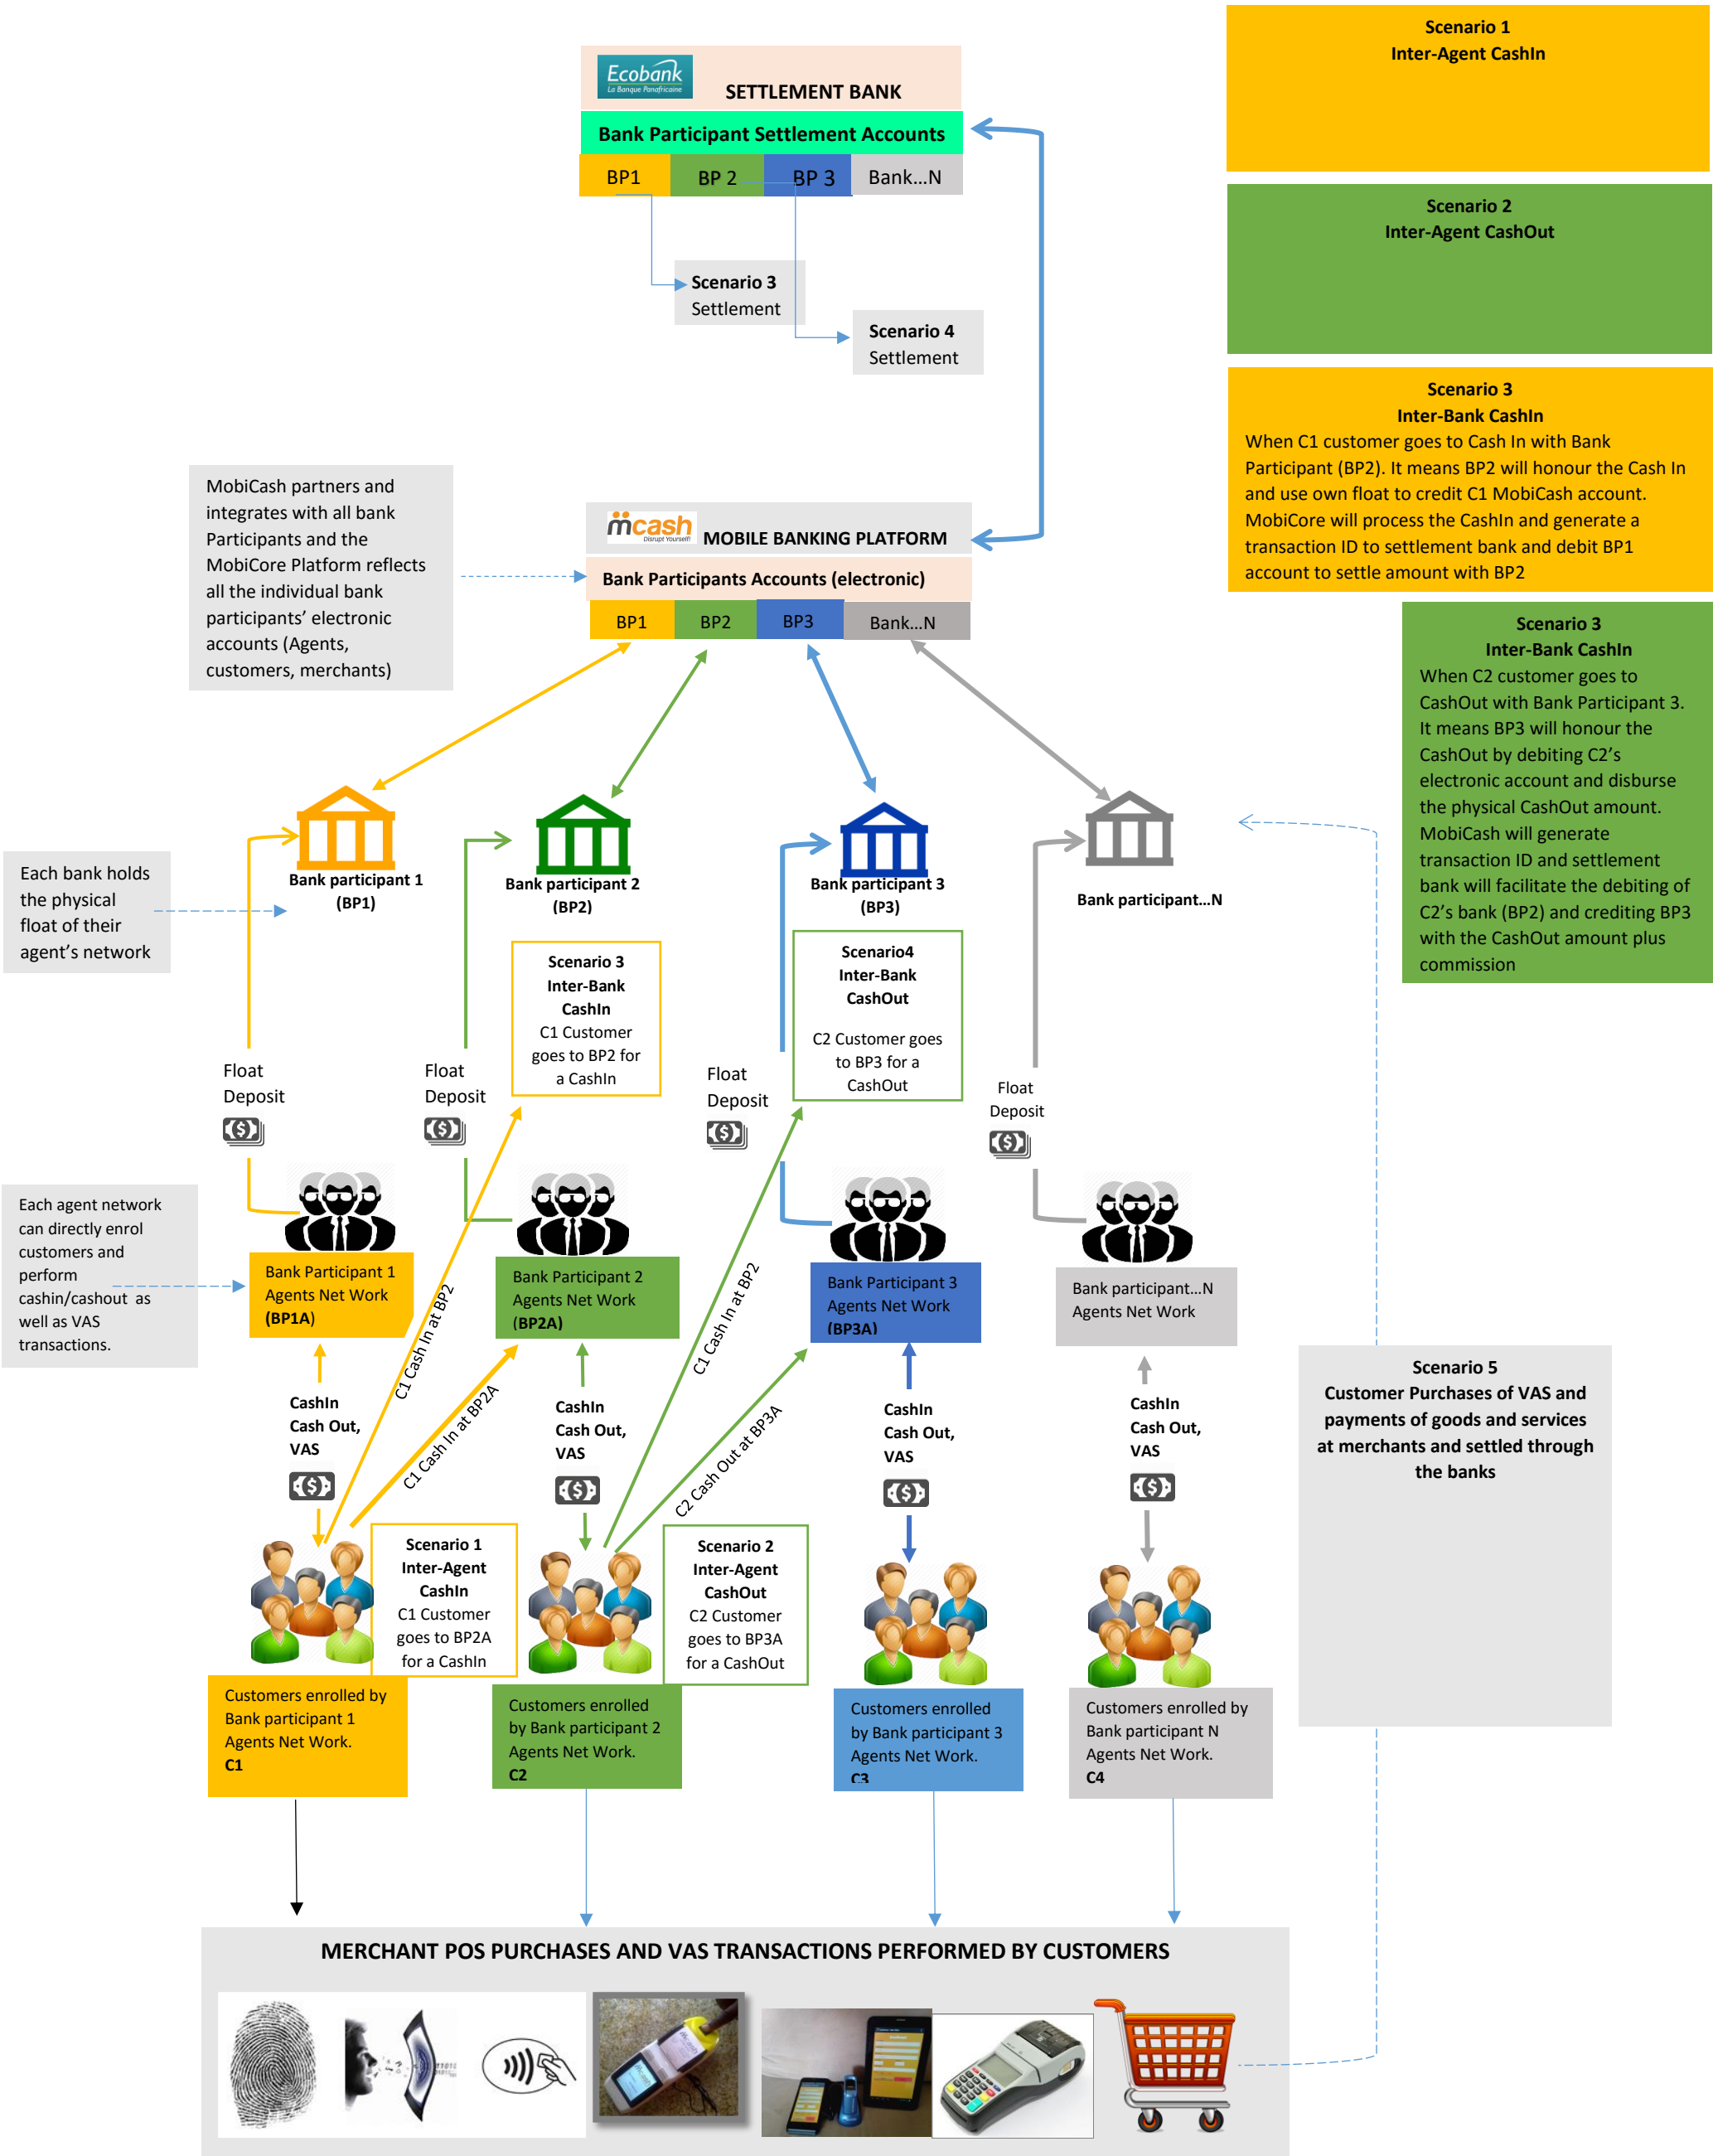 Scenario 1
Inter-Agent CashIn
Ecobank
La Banque Panafricaine
SETTLEMENT BANK
Bank Participant Settlement Accounts
BP1
BP 2
BP 3
Bank...N
Scenario 2
Inter-Agent CashOut
Scenario 3
Settlement
Scenario 4
Settlement
Scenario 3
Inter-Bank CashIn
When C1 customer goes to Cash In with Bank
Participant (BP2). It means BP2 will honour the Cash In
and use own float to credit C1 MobiCash account.
MobiCore will process the CashIn and generate a
transaction ID to settlement bank and debit BP1
account to settle amount with BP2
MobiCash partners and
integrates with all bank
Participants and the
MobiCore Platform reflects
all the individual bank
participants’ electronic
accounts (Agents,
customers, merchants)
mcash
Disrupt Yourself!
MOBILE BANKING PLATFORM
Bank Participants Accounts (electronic)
BP1
BP2
BP3
Bank...N
Scenario 3
Inter-Bank CashIn
When C2 customer goes to
CashOut with Bank Participant 3.
It means BP3 will honour the
CashOut by debiting C2’s
electronic account and disburse
the physical CashOut amount.
MobiCash will generate
transaction ID and settlement
bank will facilitate the debiting of
C2’s bank (BP2) and crediting BP3
with the CashOut amount plus
commission
Each bank holds
the physical
float of their
agent’s network
Bank participant 1
(BP1)
Bank participant 2
(BP2)
Bank participant 3
(BP3)
Bank participant...N
Scenario 3
Inter-Bank
CashIn
C1 Customer
goes to BP2 for
a CashIn
Scenario4
Inter-Bank
CashOut
C2 Customer goes
to BP3 for a
CashOut
Float
Deposit
Float
Deposit
Float
Deposit
Float
Deposit
Each agent network
can directly enrol
customers and
perform
cashin/cashout as
well as VAS
transactions.
Bank Participant 1
Agents Net Work
(BP1A)
Bank Participant 2
Agents Net Work
(BP2A)
Bank Participant 3
Agents Net Work
(BP3A)
Bank participant...N
Agents Net Work
C1 Cash In at BP2
C1 Cash In at BP2A
C1 Cash In at BP2
C2 Cash Out at BP3A
CashIn
Cash Out,
VAS
CashIn
Cash Out,
VAS
CashIn
Cash Out,
VAS
CashIn
Cash Out,
VAS
Scenario 5
Customer Purchases of VAS and
payments of goods and services
at merchants and settled through
the banks
Scenario 1
Inter-Agent
CashIn
C1 Customer
goes to BP2A
for a CashIn
Scenario 2
Inter-Agent
CashOut
C2 Customer
goes to BP3A
for a CashOut
Customers enrolled by
Bank participant 1
Agents Net Work.
C1
Customers enrolled
by Bank participant 2
Agents Net Work.
C2
Customers enrolled
by Bank participant 3
Agents Net Work.
C3
Customers enrolled by
Bank participant N
Agents Net Work.
C4
MERCHANT POS PURCHASES AND VAS TRANSACTIONS PERFORMED BY CUSTOMERS